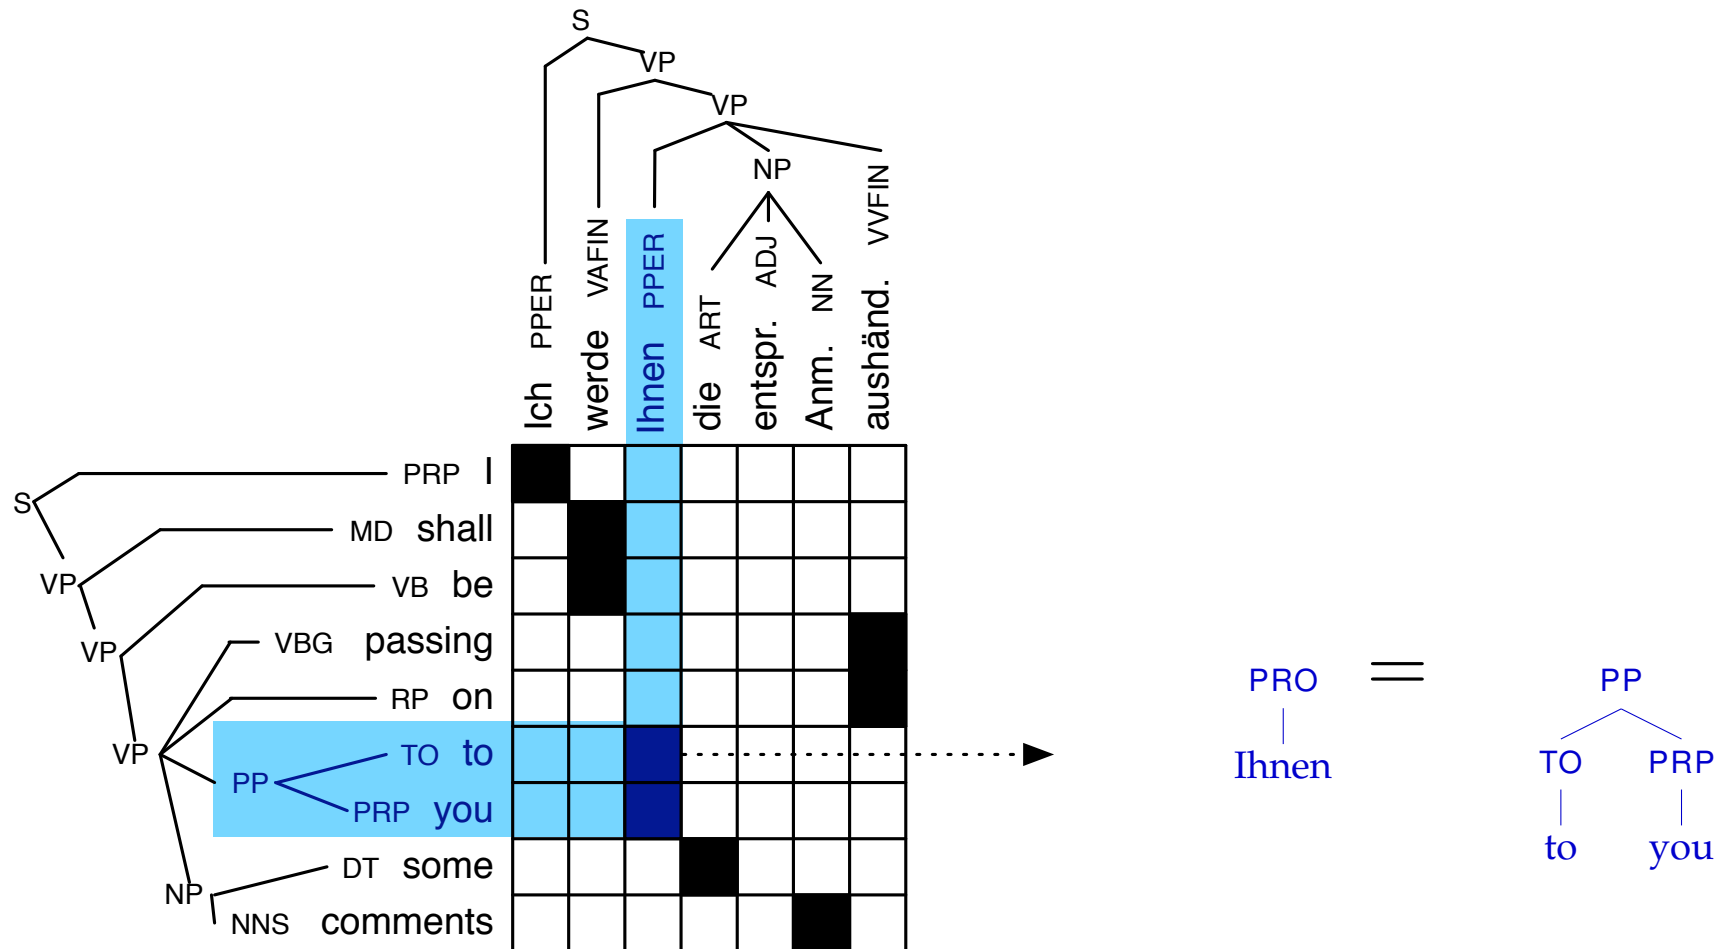 S
VP
VP
NP
Ich PPER
werde VAFIN
Ihnen PPER
die ART
entspr. ADJ
Anm. NN
aushänd. VVFIN
PRP I
S
MD shall
VP
VB be
VP
VBG passing
RP on
VP
TO to
PP
PRP you
DT some
NP
NNS comments
PRO = PP
TO PRP
Ihnen
to you